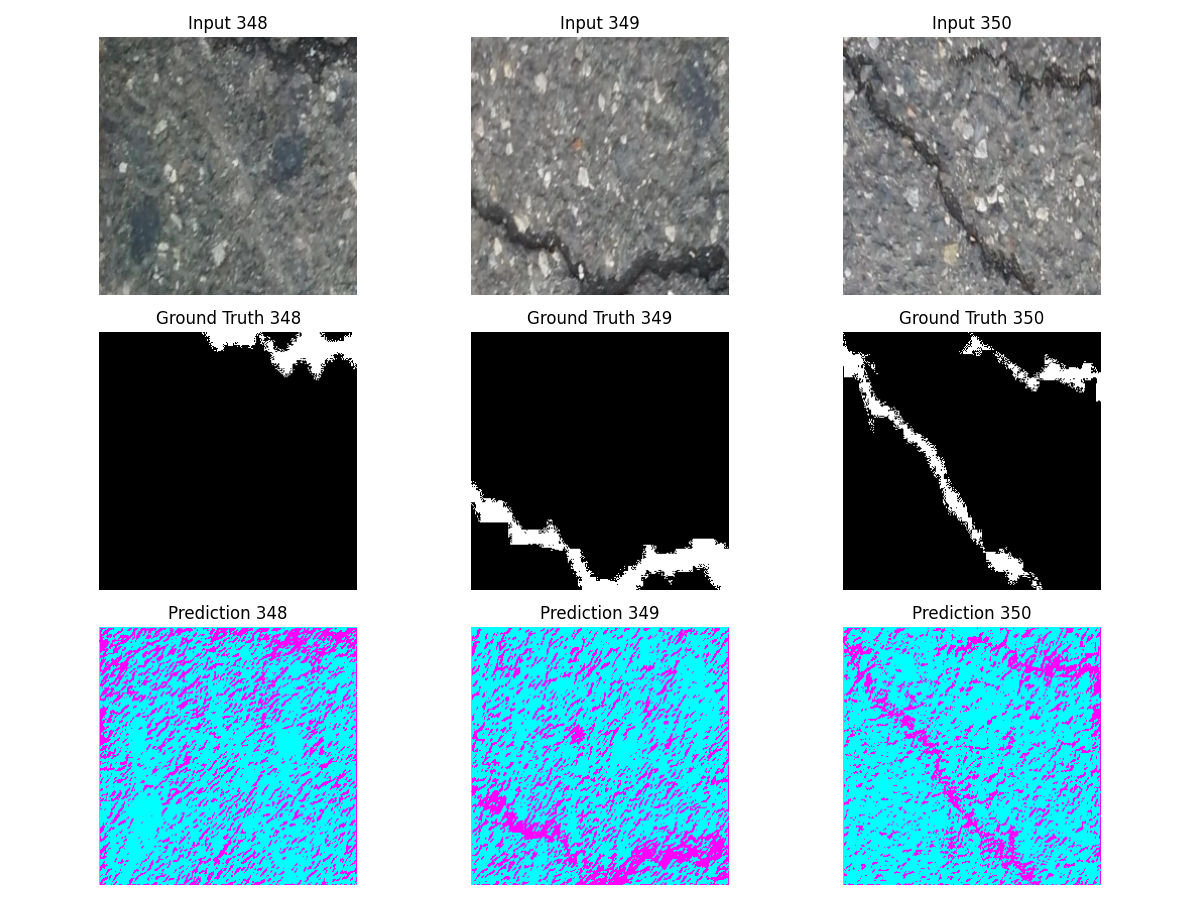 Input 348
Input 349
Input 350
Ground Truth 348
Ground Truth 349
Ground Truth 350
Prediction 348
Prediction 349
Prediction 350